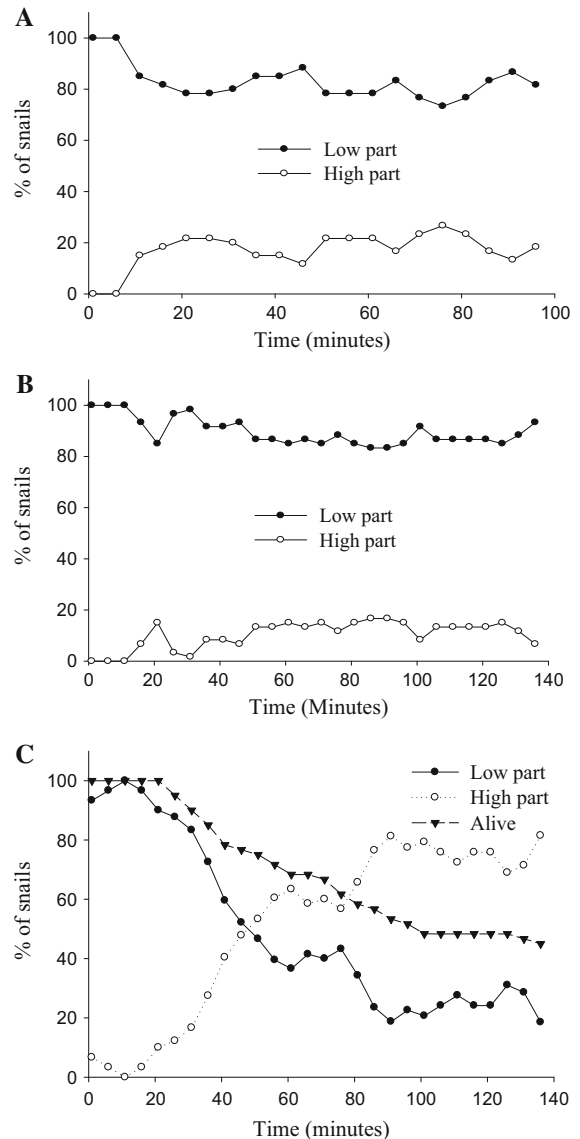 A
100
80
60
40
20
0
% of snails
Low part
High part
0 20 40 60 80 100
Time (minutes)
B
100
80
60
40
20
0
% of snails
Low part
High part
0 20 40 60 80 100 120 140
Time (Minutes)
C
100
80
60
40
20
0
% of snails
Low part
High part
Alive
0 20 40 60 80 100 120 140
Time (minutes)